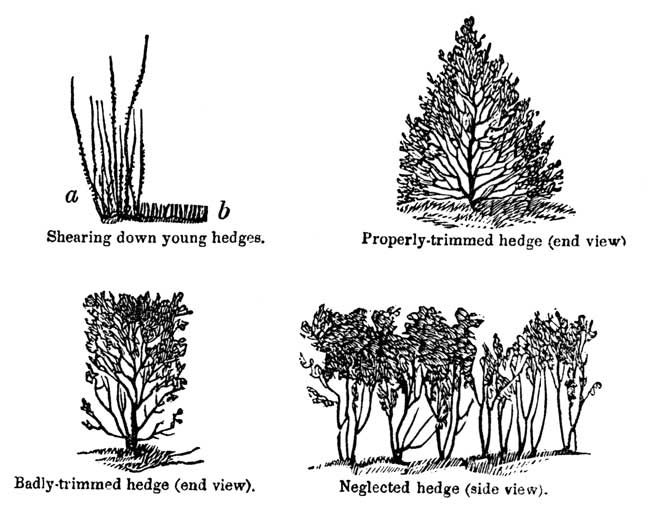 a
b
Shearing down young hedges.
Properly-trimmed hedge (end view)
Badly-trimmed hedge (end view).
Neglected hedge (side view).